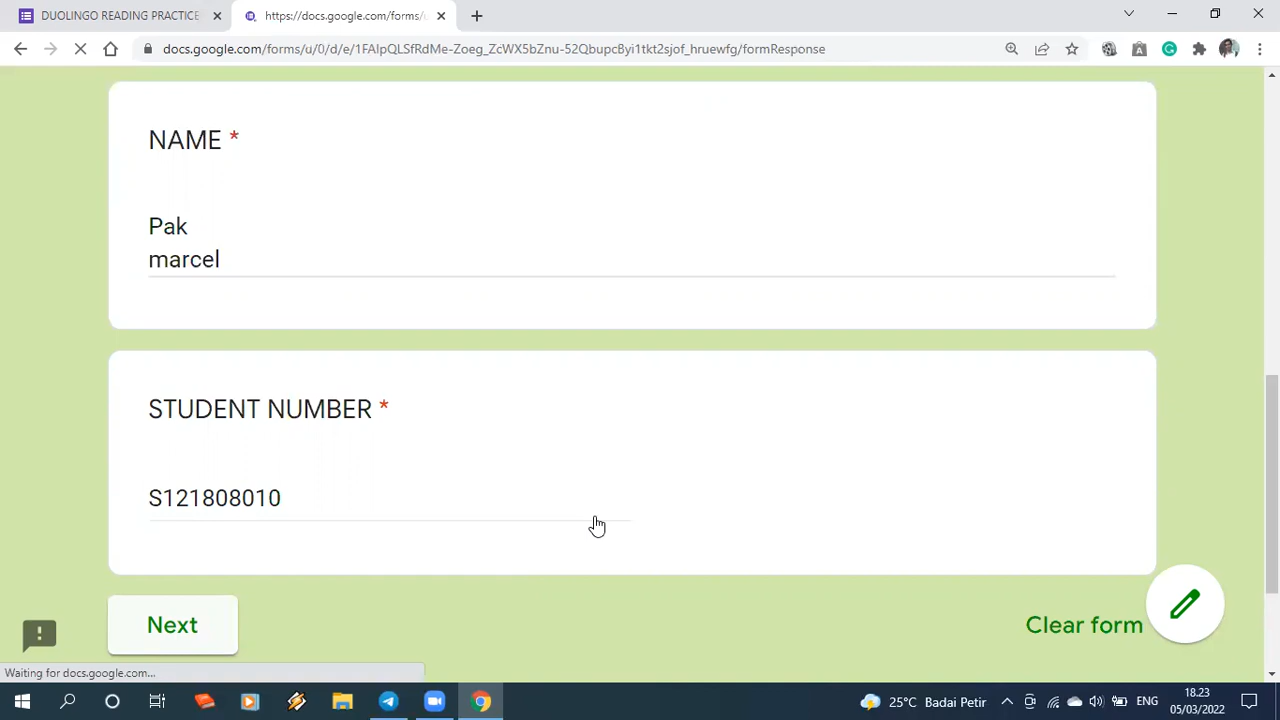 DUOLINGO READING PRACTICE
https://docs.google.com/forms/
docs.google.com/forms/u/0/d/e/1FAIpQLSfRdMe-Zoeg_ZcWX5bZnu-52QbupcByi1tkt2sjof_hruewfg/formResponse
NAME *
Pak
marcel
STUDENT NUMBER *
S121808010
Next
Clear form
Waiting for docs.google.com...
25°C Badai Petir
ENG
18.23
05/03/2022